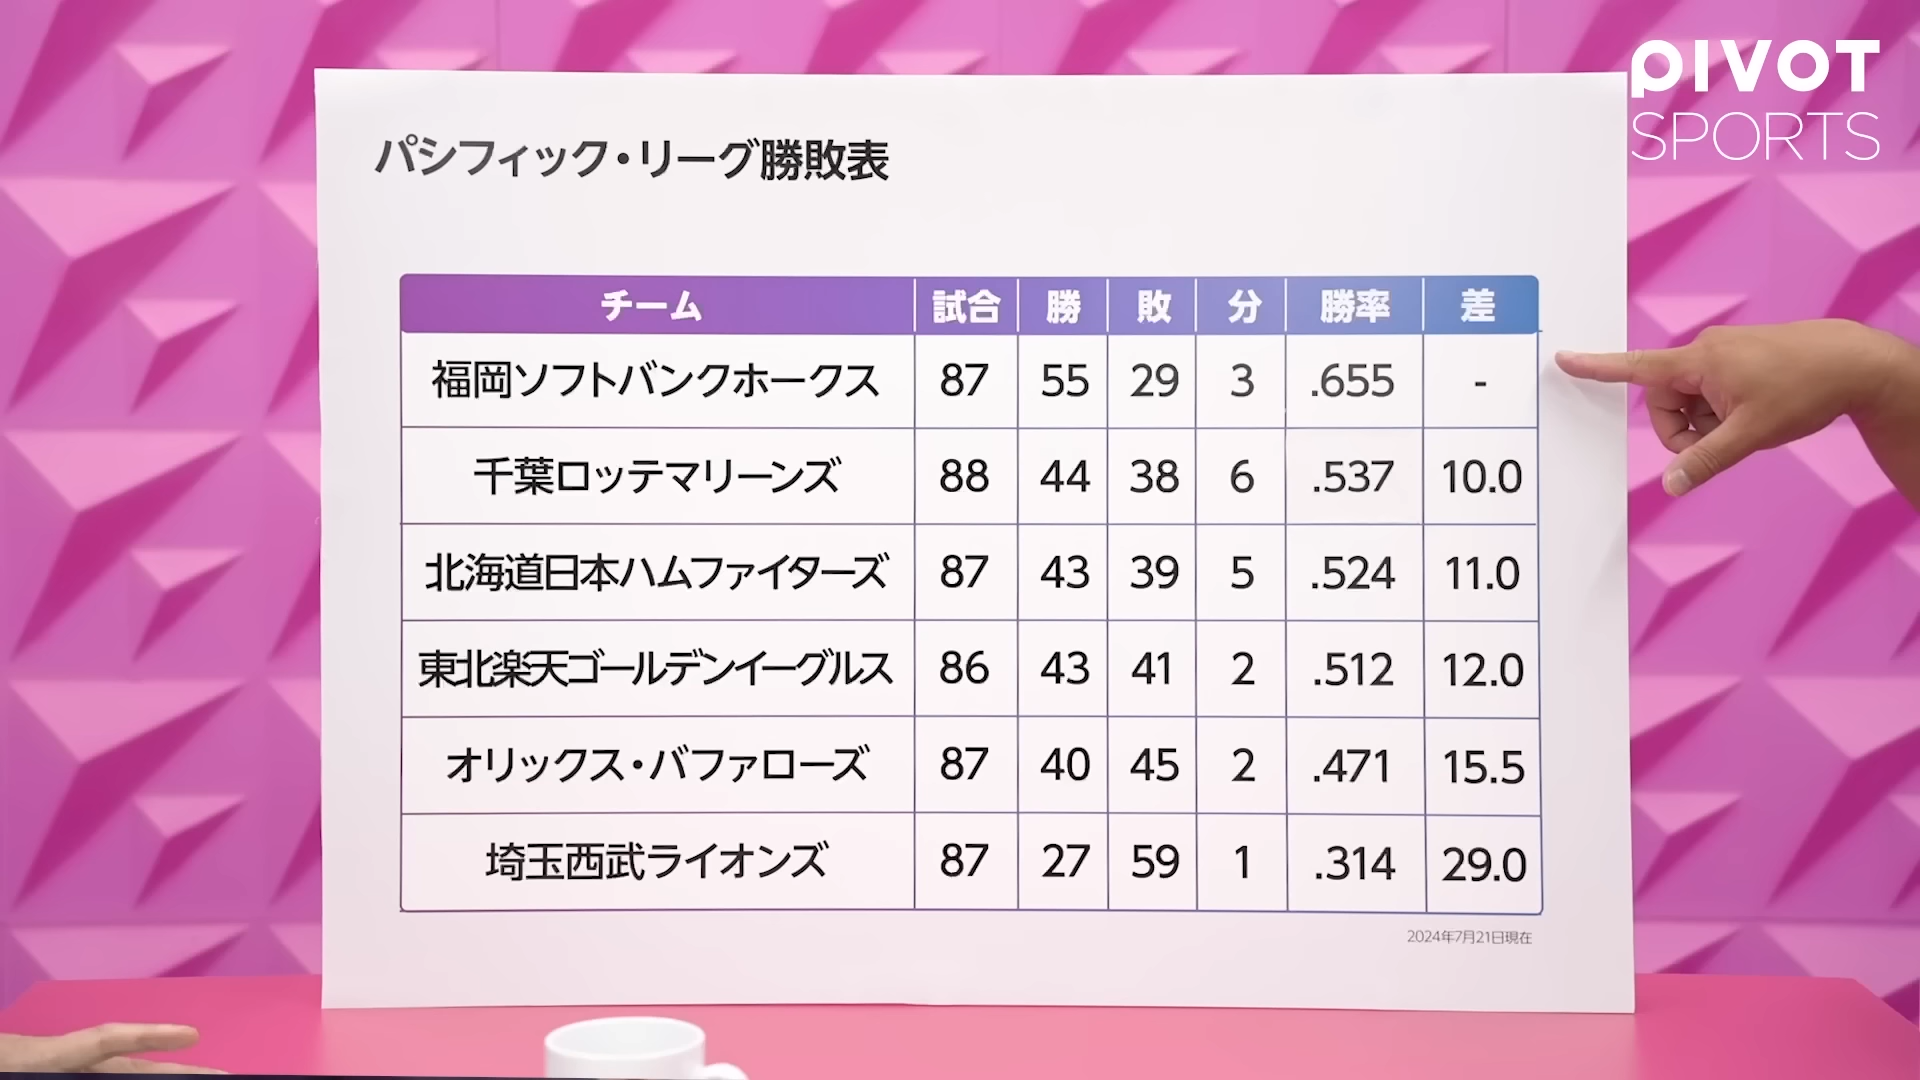 PIVOT
SPORTS
パシフィック・リーグ勝敗表
チーム 試合 勝 敗 分 勝率 差
福岡ソフトバンクホークス 87 55 29 3 .655 -
千葉ロッテマリーンズ 88 44 38 6 .537 10.0
北海道日本ハムファイターズ 87 43 39 5 .524 11.0
東北楽天ゴールデンイーグルス 86 43 41 2 .512 12.0
オリックス・バファローズ 87 40 45 2 .471 15.5
埼玉西武ライオンズ 87 27 59 1 .314 29.0
2024年7月21日現在